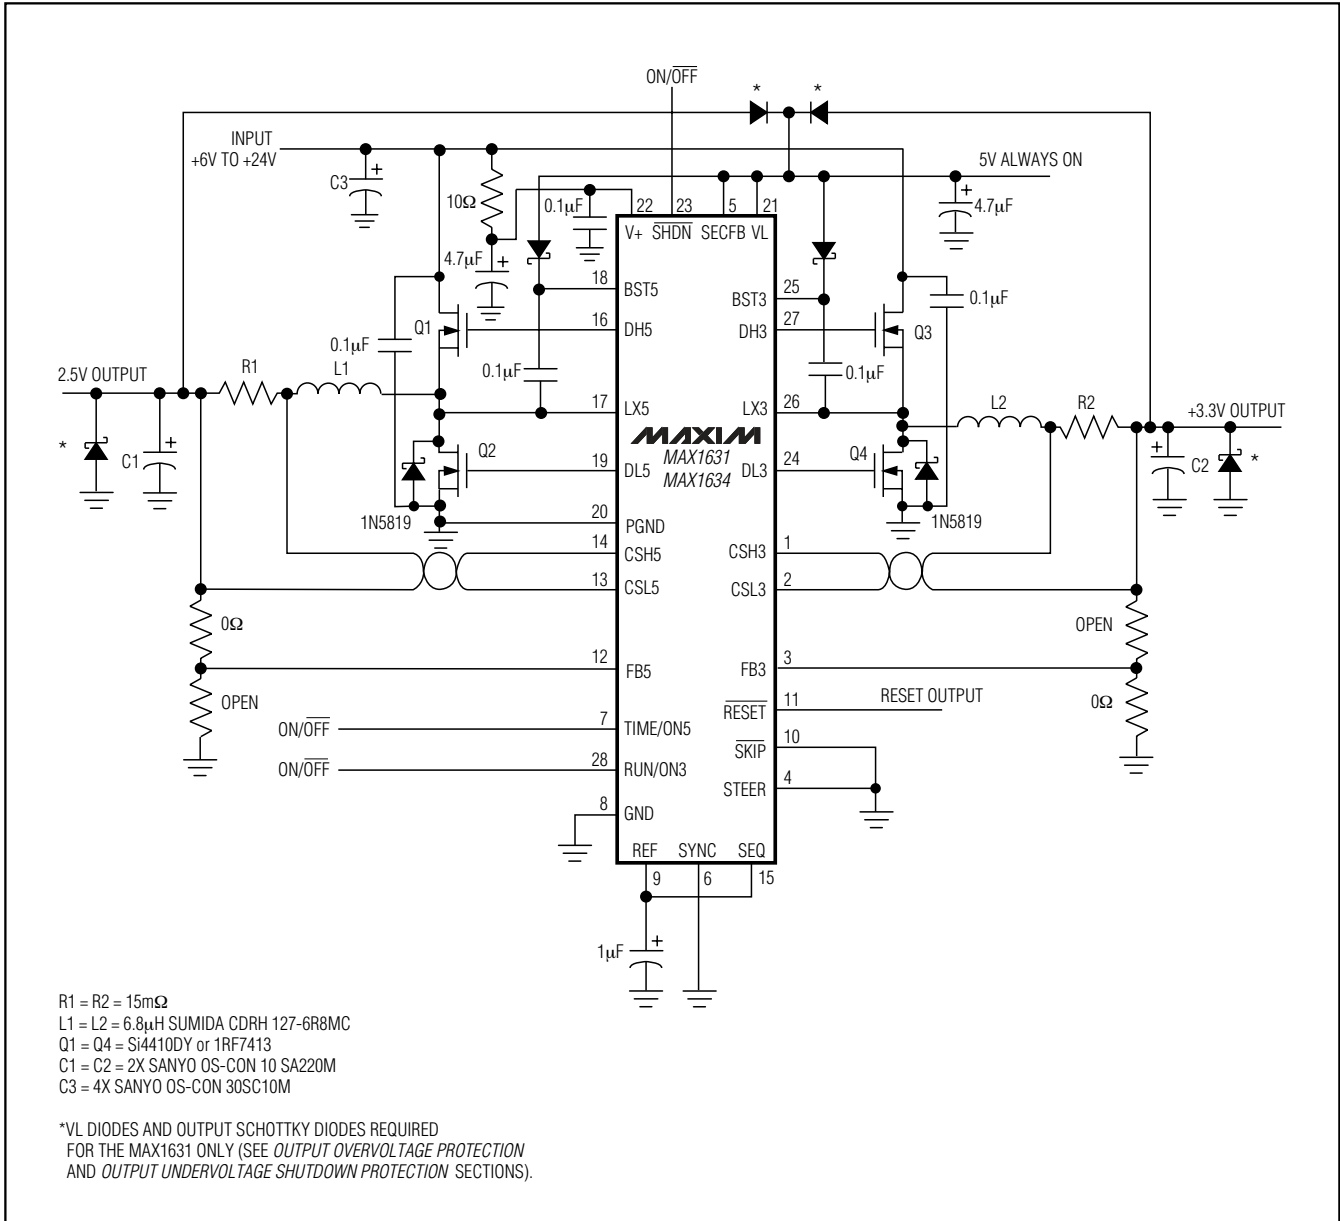 ON/OFF
* *
INPUT
+6V TO +24V
5V ALWAYS ON
C3 +
10Ω
0.1μF
22 23 5 21
+
4.7μF
V+ SHDN SECFB VL
4.7μF +
18 BST5
BST3 25
0.1μF
Q1
16 DH5
DH3 27
Q3
0.1μF
0.1μF
0.1μF
2.5V OUTPUT
R1
L1
17 LX5
LX3 26
L2
R2
+3.3V OUTPUT
MAXIM
MAX1631
MAX1634
*
C1 +
Q2
19 DL5
DL3 24
Q4
+ C2
*
1N5819
20 PGND
1N5819
14 CSH5
CSH3 1
13 CSL5
CSL3 2
0Ω
OPEN
12 FB5
FB3 3
OPEN
0Ω
RESET 11
RESET OUTPUT
ON/OFF
7 TIME/ON5
SKIP 10
ON/OFF
28 RUN/ON3
STEER 4
8 GND
REF SYNC SEQ
9 6 15
1μF +
R1 = R2 = 15mΩ
L1 = L2 = 6.8μH SUMIDA CDRH 127-6R8MC
Q1 = Q4 = Si4410DY or 1RF7413
C1 = C2 = 2X SANYO OS-CON 10 SA220M
C3 = 4X SANYO OS-CON 30SC10M
*VL DIODES AND OUTPUT SCHOTTKY DIODES REQUIRED
FOR THE MAX1631 ONLY (SEE OUTPUT OVERVOLTAGE PROTECTION
AND OUTPUT UNDERVOLTAGE SHUTDOWN PROTECTION SECTIONS).